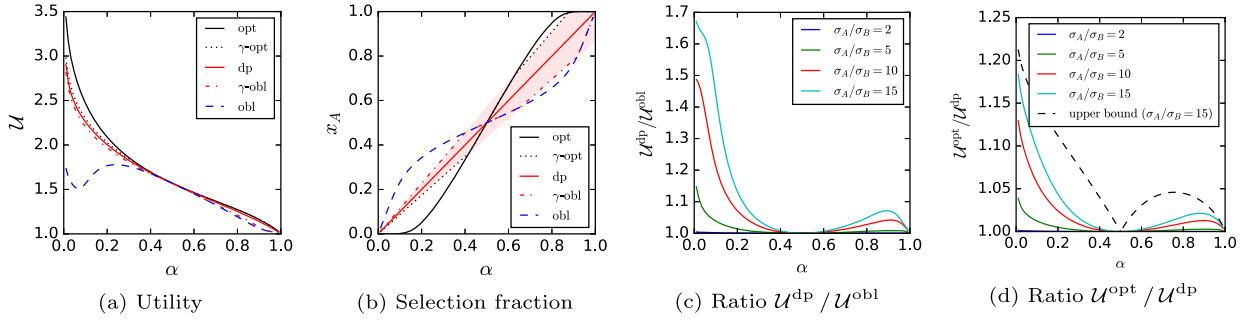 3.5
3.0
2.5
2.0
1.5
1.0
𝒰
0.0 0.2 0.4 0.6 0.8 1.0
α
opt
γ-opt
dp
γ-obl
obl
(a) Utility
1.0
0.8
0.6
0.4
0.2
0.0
x_A
0.0 0.2 0.4 0.6 0.8 1.0
α
opt
γ-opt
dp
γ-obl
obl
(b) Selection fraction
1.7
1.6
1.5
1.4
1.3
1.2
1.1
1.0
𝒰^dp/𝒰^obl
0.0 0.2 0.4 0.6 0.8 1.0
α
σ_A/σ_B = 2
σ_A/σ_B = 5
σ_A/σ_B = 10
σ_A/σ_B = 15
(c) Ratio 𝒰^dp / 𝒰^obl
1.25
1.20
1.15
1.10
1.05
1.00
𝒰^opt/𝒰^dp
0.0 0.2 0.4 0.6 0.8 1.0
α
σ_A/σ_B = 2
σ_A/σ_B = 5
σ_A/σ_B = 10
σ_A/σ_B = 15
upper bound (σ_A/σ_B = 15)
(d) Ratio 𝒰^opt / 𝒰^dp